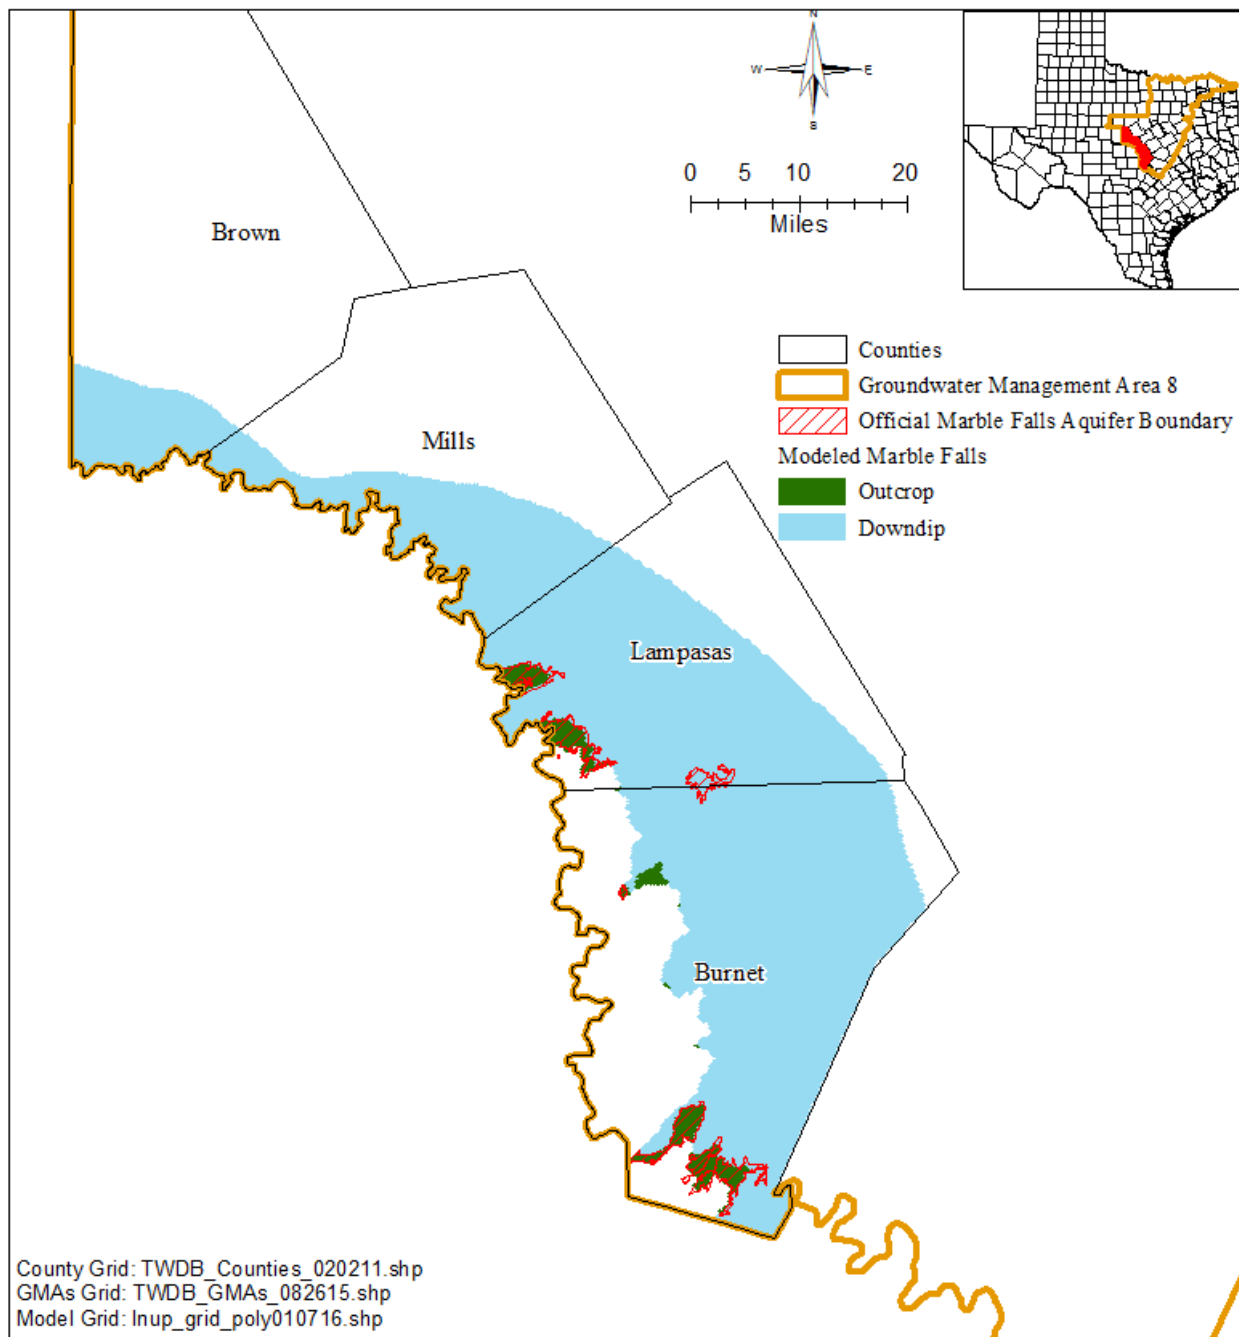 N
W
E
S
0
10
20
Miles
Brown
Counties
Groundwater Management Area 8
Official Marble Falls Aquifer Boundary
Modeled Marble Falls
Outcrop
Downdip
Mills
Lampasas
Burnet
County Grid: TWDB_Counties_020211.shp
GMAs Grid: TWDB_GMAs_082615.shp
Model Grid: lnup_grid_poly010716.shp